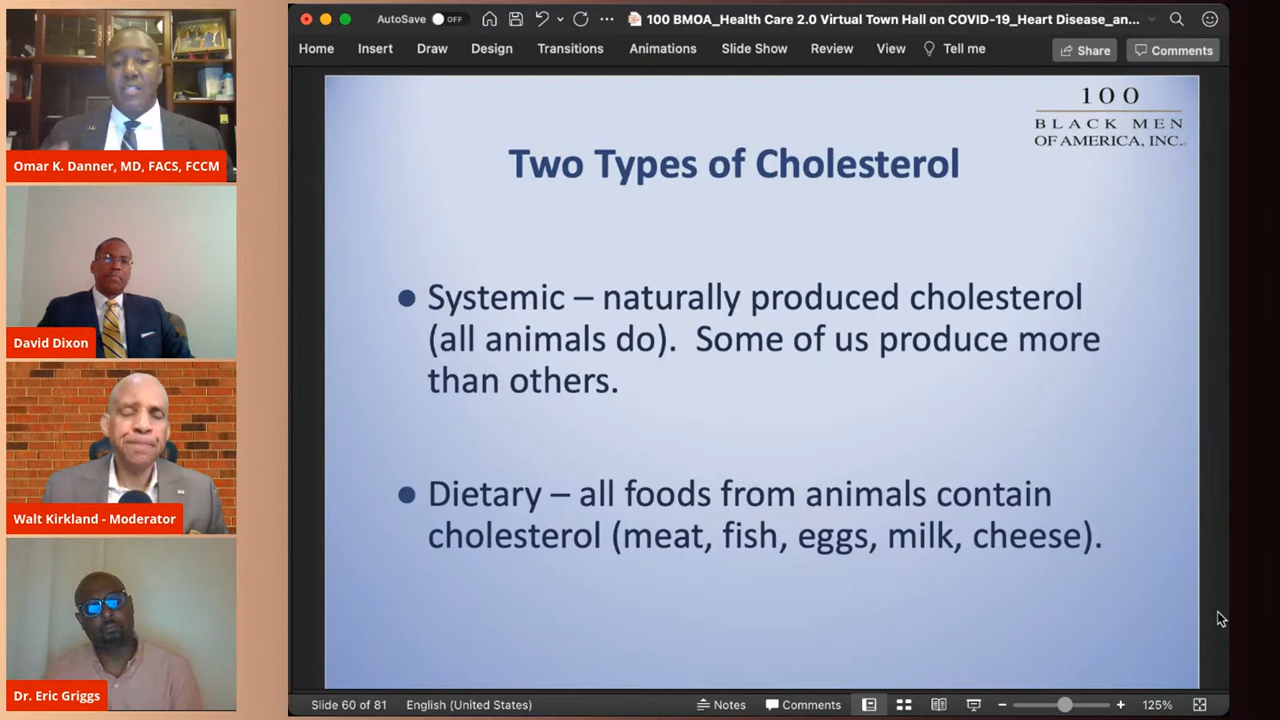 Omar K. Danner, MD, FACS, FCCM
David Dixon
Walt Kirkland - Moderator
Dr. Eric Griggs
AutoSave OFF
100 BMOA_Health Care 2.0 Virtual Town Hall on COVID-19_Heart Disease_an...
Home Insert Draw Design Transitions Animations Slide Show Review View Tell me Share Comments
100
BLACK MEN
OF AMERICA, INC.
Two Types of Cholesterol
● Systemic – naturally produced cholesterol
(all animals do). Some of us produce more
than others.
● Dietary – all foods from animals contain
cholesterol (meat, fish, eggs, milk, cheese).
Slide 60 of 81 English (United States) Notes Comments 125%